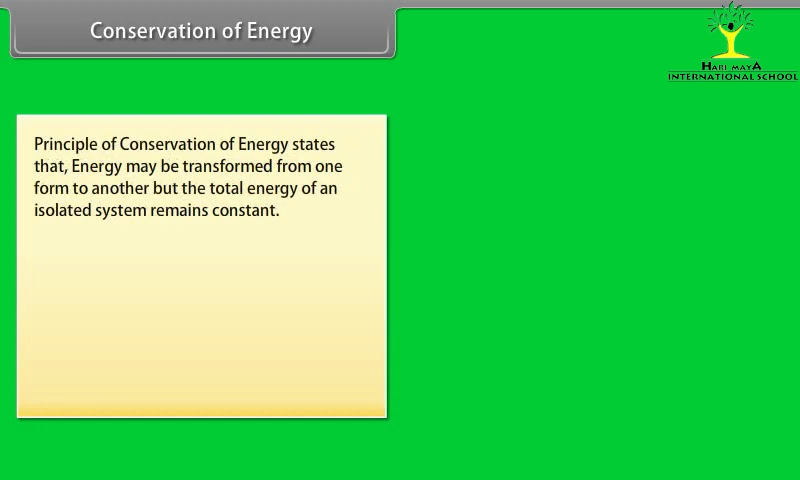 Conservation of Energy
HARI MAYA
INTERNATIONAL SCHOOL
Principle of Conservation of Energy states
that, Energy may be transformed from one
form to another but the total energy of an
isolated system remains constant.